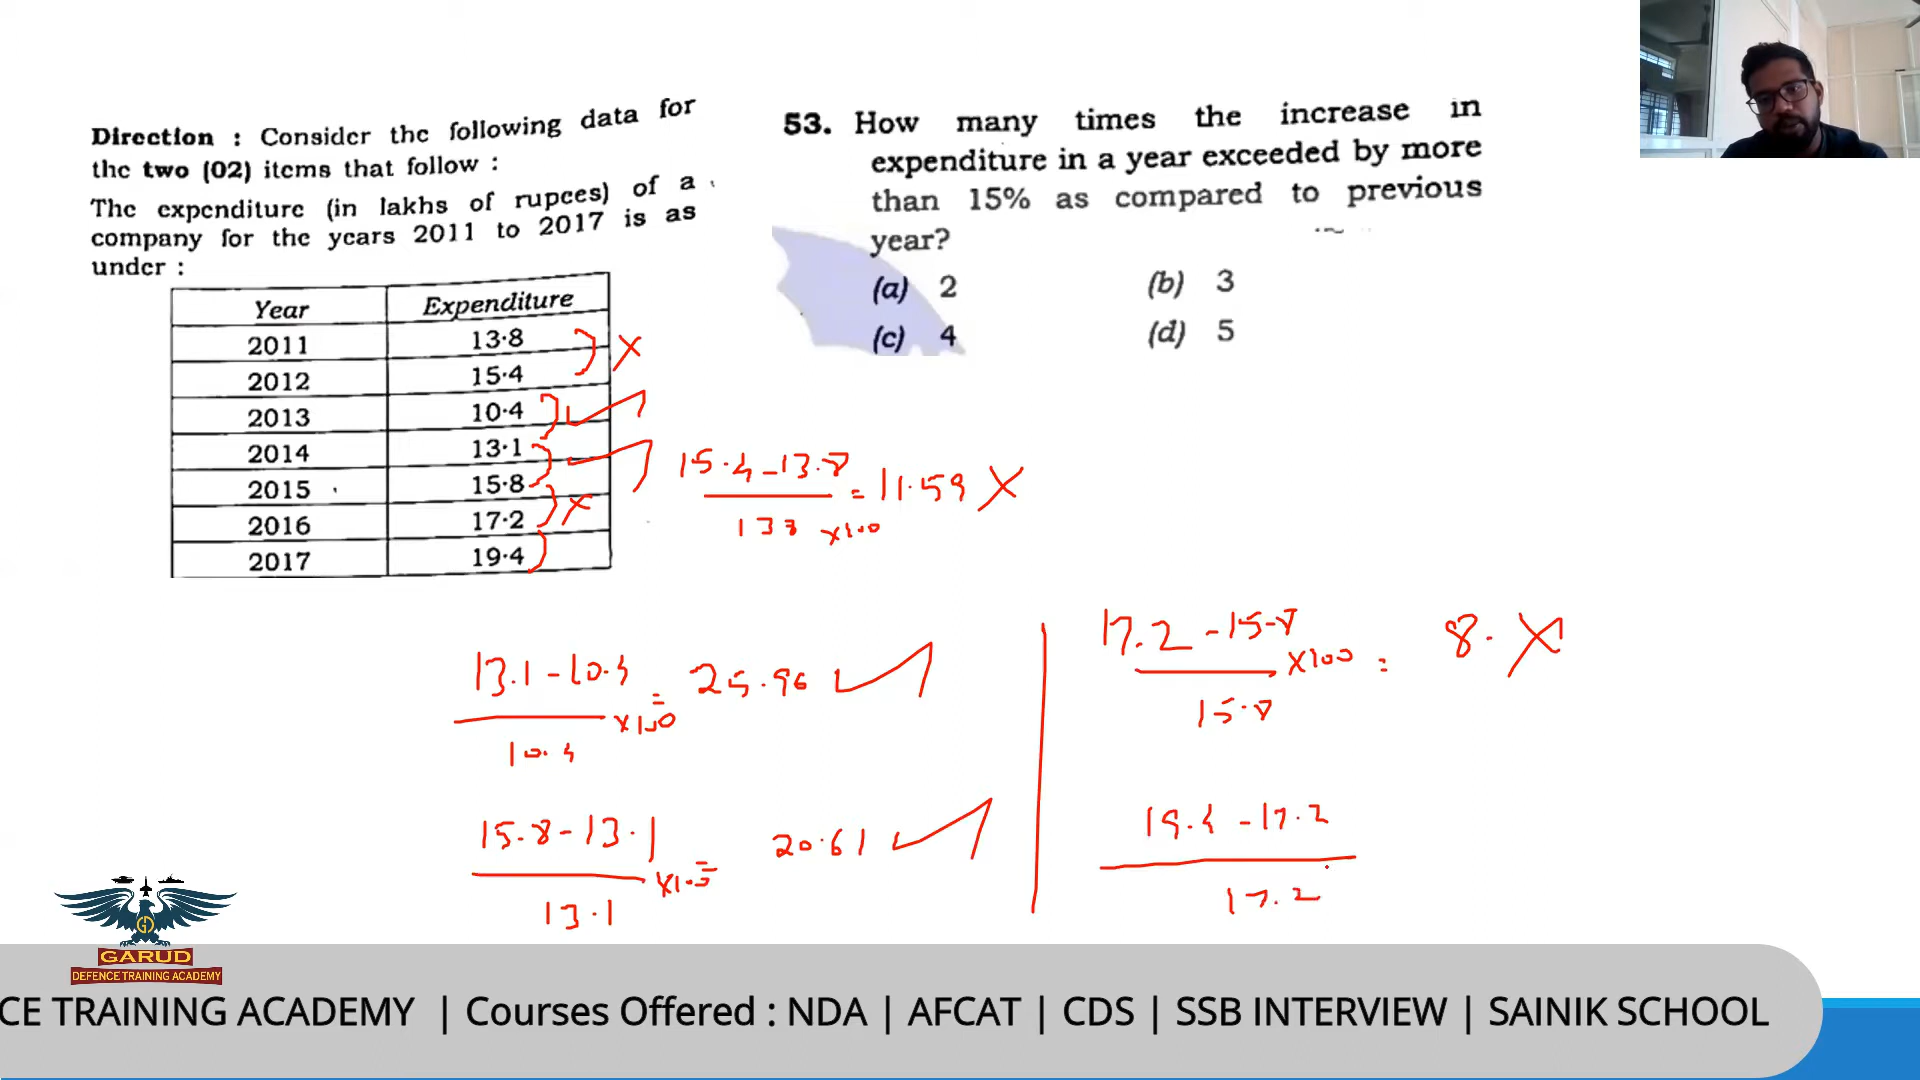 Direction : Consider the following data for
the two (02) items that follow :
The expenditure (in lakhs of rupees) of a
company for the years 2011 to 2017 is as
under :
Year Expenditure
2011 13·8
2012 15·4
2013 10·4
2014 13·1
2015 15·8
2016 17·2
2017 19·4
53. How many times the increase in
expenditure in a year exceeded by more
than 15% as compared to previous
year?
(a) 2 (b) 3
(c) 4 (d) 5
15.4-13.8
= 11.59 X
133 x100
13.1-10.4
= 25.96
x100
10.4
15.8-13.1
= 20.61
13.1
17.2-15.8
x100 = 8. X
15.8
19.4-17.2
17.2
GARUD
DEFENCE TRAINING ACADEMY
CE TRAINING ACADEMY | Courses Offered : NDA | AFCAT | CDS | SSB INTERVIEW | SAINIK SCHOOL